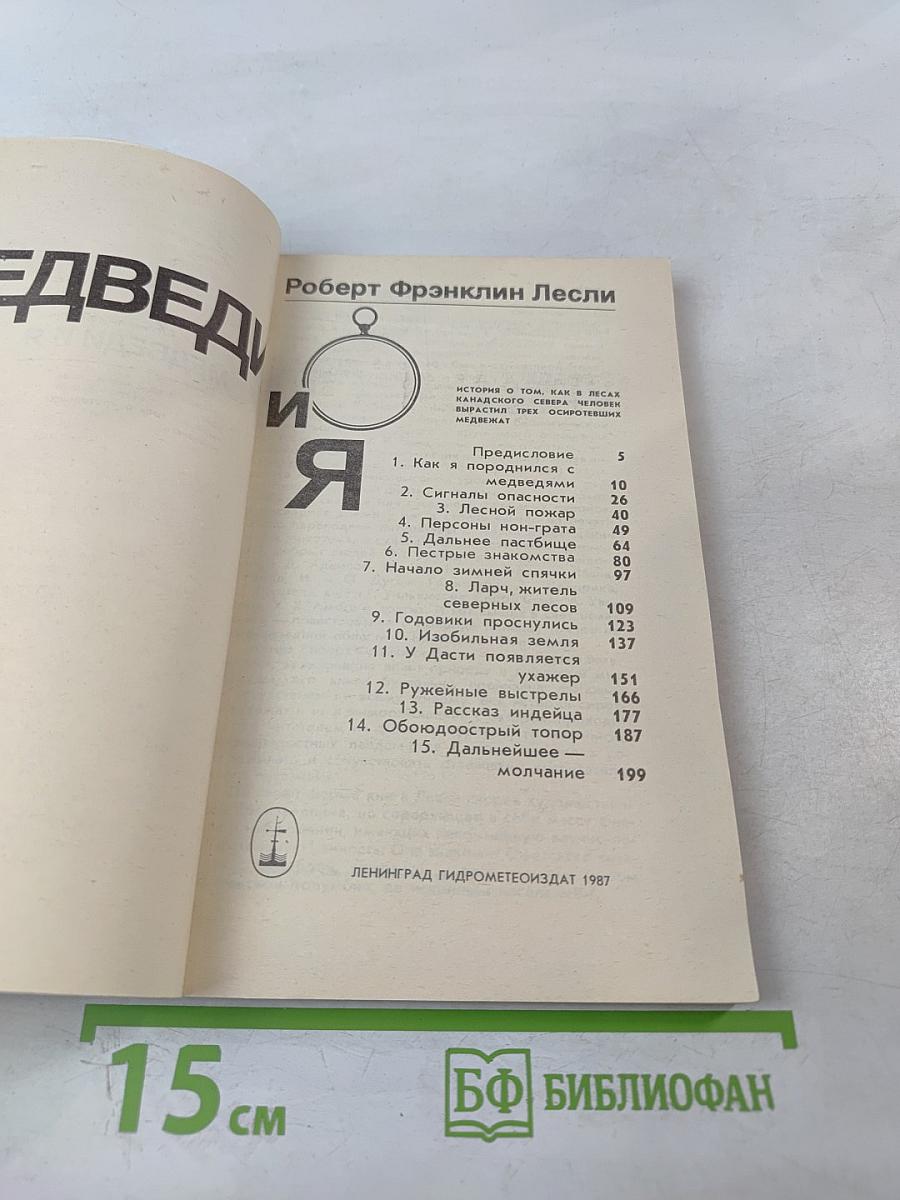 ЕДВЕДИ
Роберт Фрэнклин Лесли
и
Я
ИСТОРИЯ О ТОМ, КАК В ЛЕСАХ
КАНАДСКОГО СЕВЕРА ЧЕЛОВЕК
ВЫРАСТИЛ ТРЕХ ОСИРОТЕВШИХ
МЕДВЕЖАТ
Предисловие 5
1. Как я породнился с
медведями 10
2. Сигналы опасности 26
3. Лесной пожар 40
4. Персоны нон-грата 49
5. Дальнее пастбище 64
6. Пестрые знакомства 80
7. Начало зимней спячки 97
8. Ларч, житель
северных лесов 109
9. Годовики проснулись 123
10. Изобильная земля 137
11. У Дасти появляется
ухажер 151
12. Ружейные выстрелы 166
13. Рассказ индейца 177
14. Обоюдоострый топор 187
15. Дальнейшее —
молчание 199
ЛЕНИНГРАД ГИДРОМЕТЕОИЗДАТ 1987
15 см
БФ БИБЛИОФАН